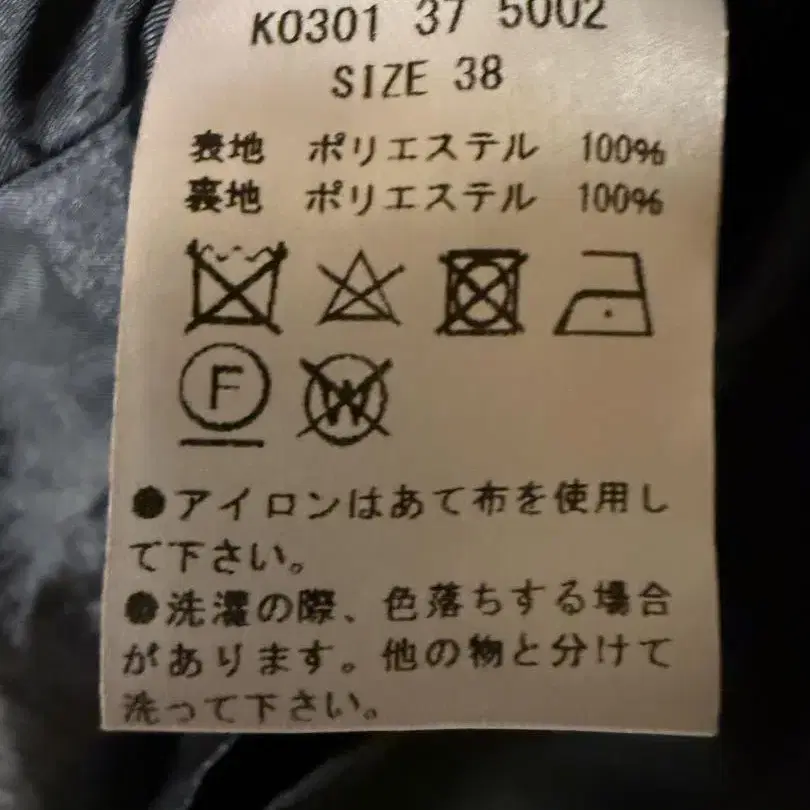 K0301 37 5002
SIZE 38
表地 ポリエステル 100%
裏地 ポリエステル 100%
F
W
●アイロンはあて布を使用し
て下さい。
●洗濯の際、色落ちする場合
があります。他の物と分けて
洗って下さい。